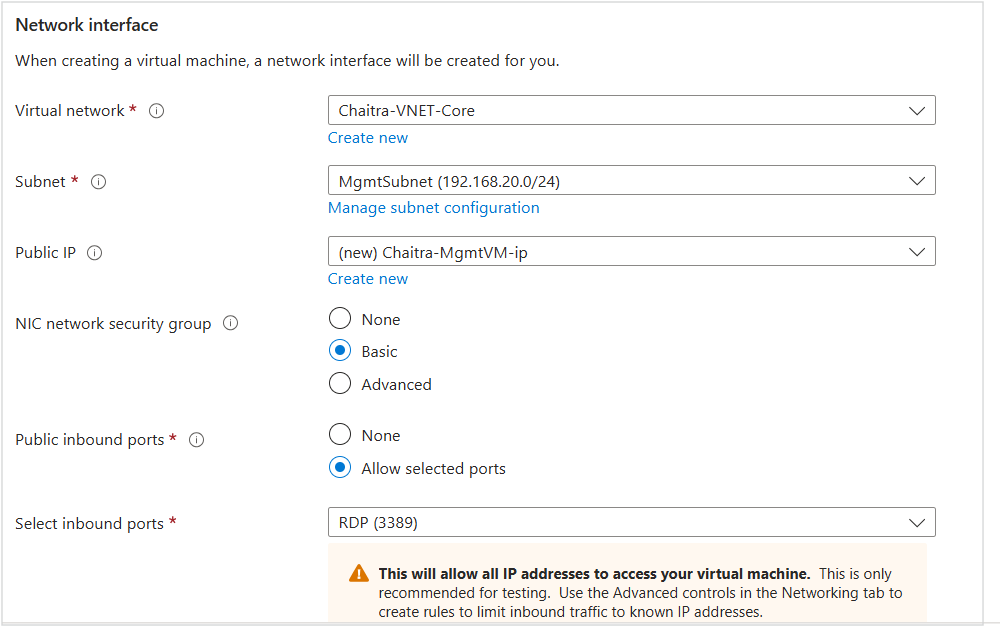 Network interface
When creating a virtual machine, a network interface will be created for you.
Virtual network *
Chaitra-VNET-Core
Create new
Subnet *
MgmtSubnet (192.168.20.0/24)
Manage subnet configuration
Public IP
(new) Chaitra-MgmtVM-ip
Create new
NIC network security group
None
Basic
Advanced
Public inbound ports *
None
Allow selected ports
Select inbound ports *
RDP (3389)
This will allow all IP addresses to access your virtual machine. This is only
recommended for testing. Use the Advanced controls in the Networking tab to
create rules to limit inbound traffic to known IP addresses.